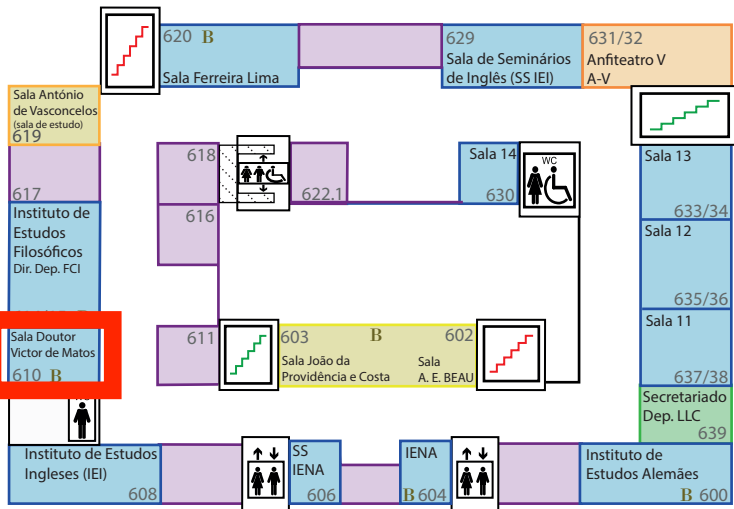 620 B
Sala Ferreira Lima
629
Sala de Seminários
de Inglês (SS IEI)
631/32
Anfiteatro V
A-V
Sala António
de Vasconcelos
(sala de estudo)
619
617
618
616
622.1
Sala 14
630
WC
Sala 13
633/34
Instituto de
Estudos
Filosóficos
Dir. Dep. FCI
Sala 12
635/36
Sala Doutor
Victor de Matos
610 B
611
603 B 602
Sala João da
Providência e Costa
Sala
A. E. BEAU
Sala 11
637/38
Secretariado
Dep. LLC
639
Instituto de Estudos
Ingleses (IEI)
608
SS
IENA
606
IENA
B 604
Instituto de
Estudos Alemães
B 600